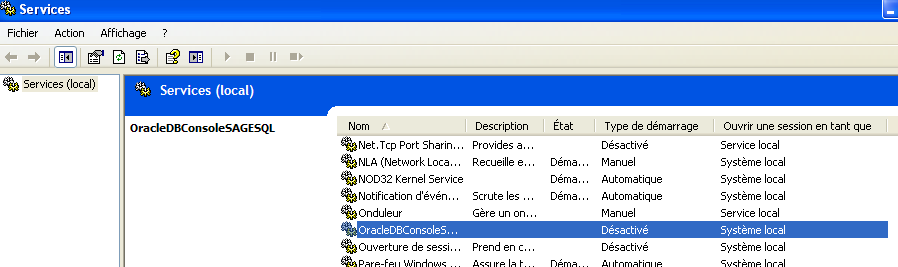 Services
Fichier Action Affichage ?
Services (local)
Services (local)
OracleDBConsoleSAGESQL
Nom Description État Type de démarrage Ouvrir une session en tant que
Net.Tcp Port Sharin... Provides a... Désactivé Service local
NLA (Network Loca... Recueille e... Déma... Manuel Système local
NOD32 Kernel Service Déma... Automatique Système local
Notification d'évén... Scrute les ... Déma... Automatique Système local
Onduleur Gère un on... Manuel Service local
OracleDBConsoleS... Désactivé Système local
Ouverture de sessi... Prend en c... Désactivé Système local
Pare-feu Windows ... Assure la t... Déma... Automatique Système local